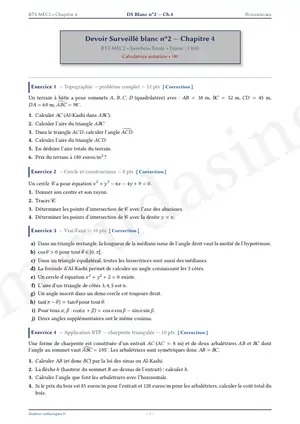 BTS MEC1 • Chapitre 4
DS Blanc n°2 — Ch.4
Devoir Surveillé blanc n°2 — Chapitre 4
BTS MEC1 • Synthèse finale • Durée : 1 h30
Calculatrice autorisée •
Exercice 1 — Topographie – problème complet — 12 pts [ Correction ]
Un terrain à bâtir a pour sommets A, B, C, D (quadrilatère) avec : AB = 38 m, BC = 52 m, CD = 45 m,
DA = 60 m, ABC = 98°.
1. Calculer AC (Al-Kashi dans ABC).
2. Calculer l'aire du triangle ABC.
3. Dans le triangle ACD, calculer l'angle ACD.
4. Calculer l'aire du triangle ACD.
5. En déduire l'aire totale du terrain.
6. Prix du terrain à 180 euros/m² ?
Exercice 2 — Cercle et constructions — 8 pts [ Correction ]
Un cercle 𝒞 a pour équation x² + y² − 6x − 4y + 9 = 0.
1. Donner son centre et son rayon.
2. Tracer 𝒞.
3. Déterminer les points d'intersection de 𝒞 avec l'axe des abscisses.
4. Déterminer les points d'intersection de 𝒞 avec la droite y = x.
Exercice 3 — Vrai/Faux — 10 pts [ Correction ]
a) Dans un triangle rectangle, la longueur de la médiane issue de l'angle droit vaut la moitié de l'hypoténuse.
b) cos θ > 0 pour tout θ ∈ [0, π].
c) Dans un triangle équilatéral, toutes les bissectrices sont aussi des médianes.
d) La formule d'Al-Kashi permet de calculer un angle connaissant les 3 côtés.
e) Un cercle d'équation x² + y² + 2 = 0 existe.
f) L'aire d'un triangle de côtés 3, 4, 5 est 6.
g) Un angle inscrit dans un demi-cercle est toujours droit.
h) tan(π − θ) = tan θ pour tout θ.
i) Pour tous α, β : cos(α + β) = cos α cos β − sin α sin β.
j) Deux angles supplémentaires ont le même cosinus.
Exercice 4 — Application BTP – charpente triangulée — 10 pts [ Correction ]
Une ferme de charpente est constituée d'un entrait AC (AC = 8 m) et de deux arbalétriers AB et BC dont
l'angle au sommet vaut ABC = 105°. Les arbalétriers sont symétriques donc AB = BC.
1. Calculer AB (et donc BC) par la loi des sinus ou Al-Kashi.
2. La flèche h (hauteur du sommet B au-dessus de l'entrait) : calculer h.
3. Calculer l'angle que font les arbalétriers avec l'horizontale.
4. Si le prix du bois est 85 euros/m pour l'entrait et 120 euros/m pour les arbalétriers, calculer le coût total du
bois.
– 1 –